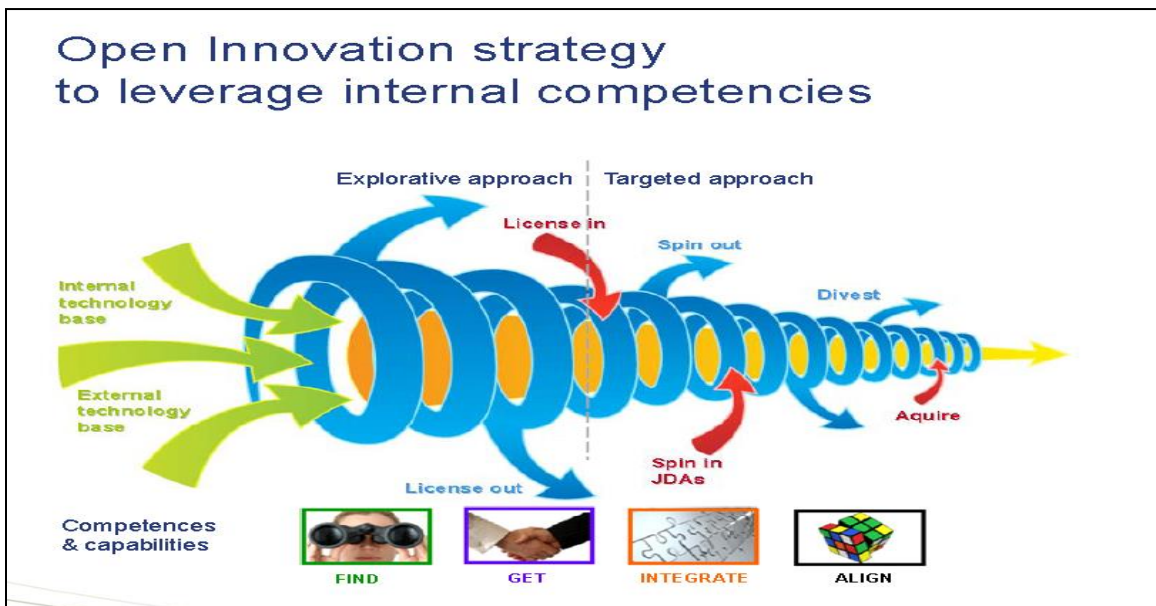 Open Innovation strategy
to leverage internal competencies
Explorative approach
Targeted approach
License in
Spin out
Internal
technology
base
Divest
External
technology
base
Aquire
Spin in
JDAs
License out
Competences
& capabilities
FIND
GET
INTEGRATE
ALIGN